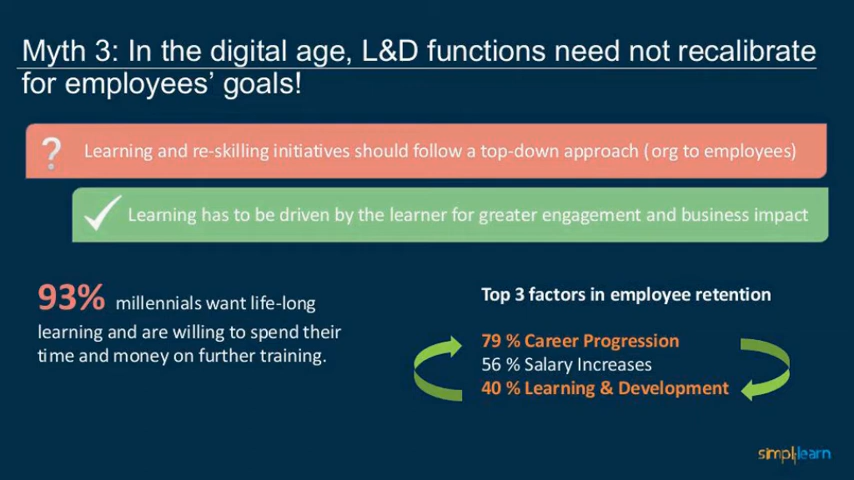 Myth 3: In the digital age, L&D functions need not recalibrate
for employees’ goals!
? Learning and re-skilling initiatives should follow a top-down approach ( org to employees)
Learning has to be driven by the learner for greater engagement and business impact
93% millennials want life-long
learning and are willing to spend their
time and money on further training.
Top 3 factors in employee retention
79 % Career Progression
56 % Salary Increases
40 % Learning & Development
simplilearn